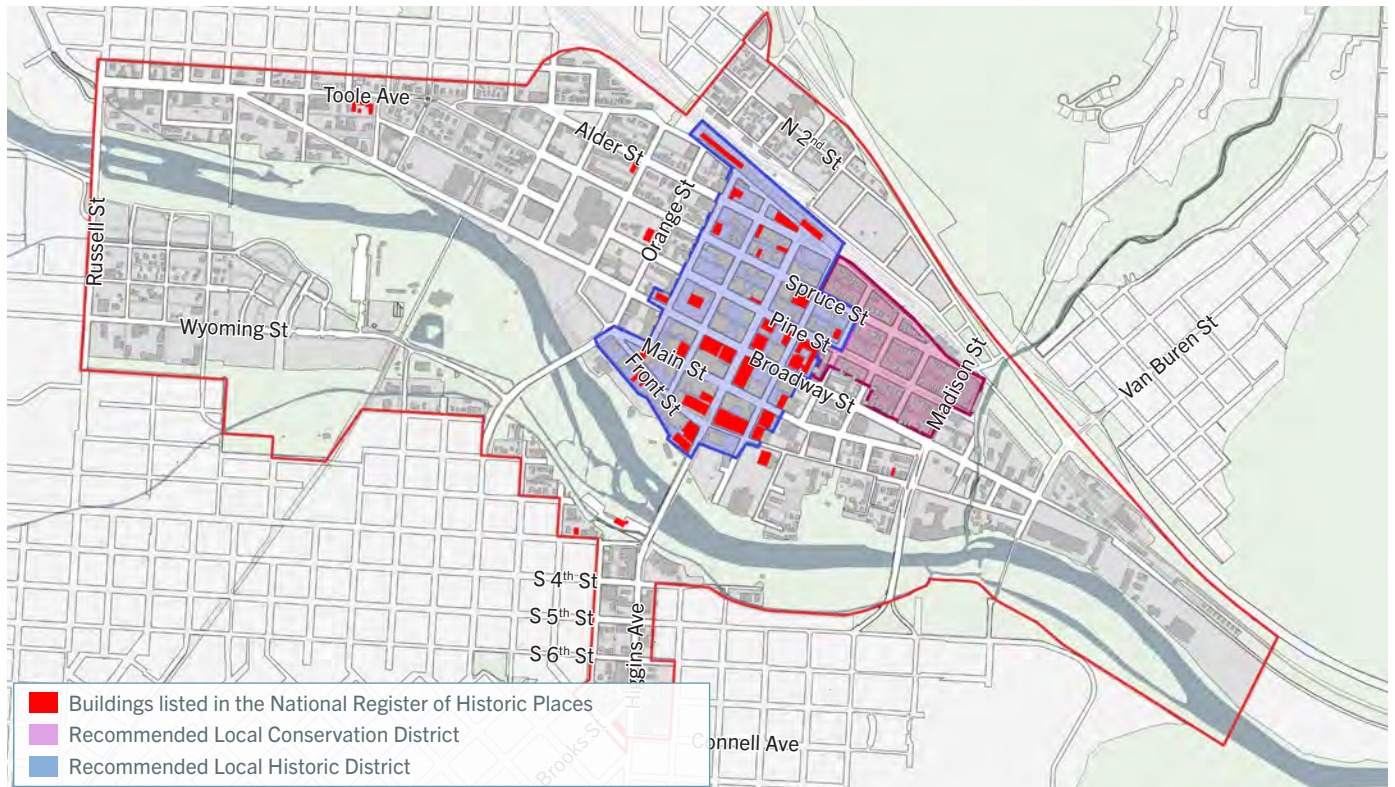 Toole Ave
Alder St
N 2nd St
Orange St
Russell St
Wyoming St
Spruce St
Pine St
Main St
Broadway St
Front St
Madison St
Van Buren St
S 4th St
S 5th St
S 6th St
Higgins Ave
Brooks St
Connell Ave
Buildings listed in the National Register of Historic Places
Recommended Local Conservation District
Recommended Local Historic District